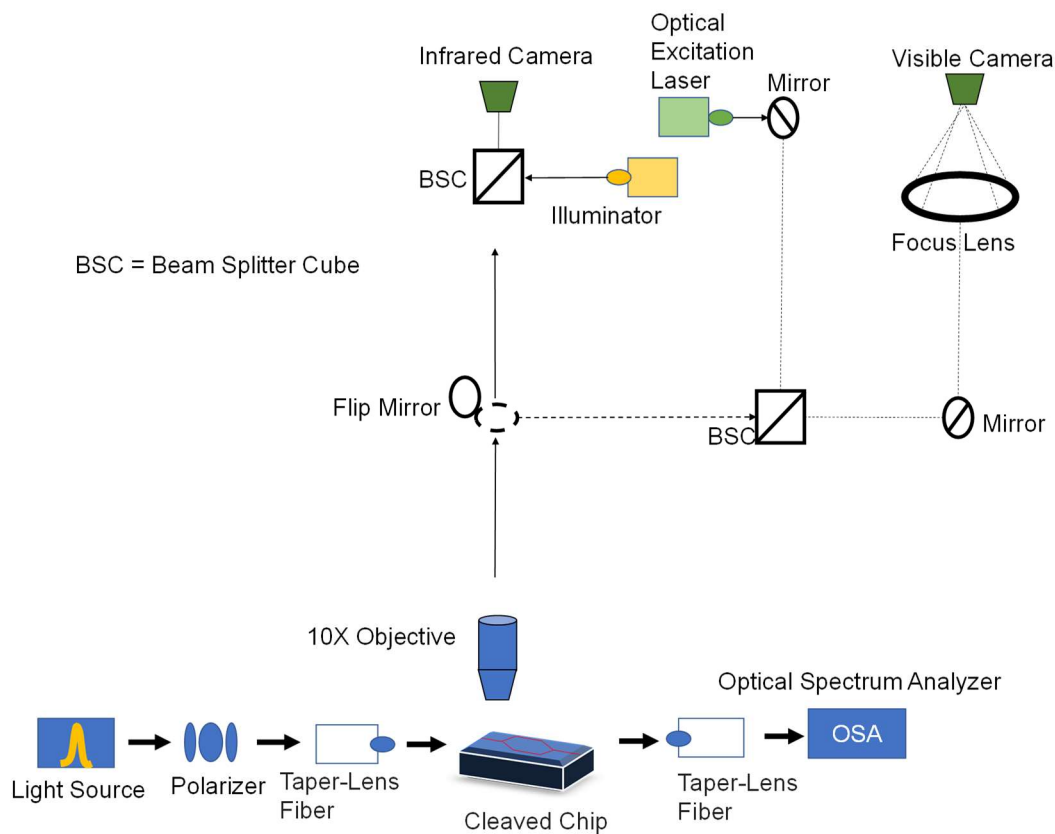 Optical
Excitation
Laser
Infrared Camera
Mirror
Visible Camera
BSC
Illuminator
Focus Lens
BSC = Beam Splitter Cube
Flip Mirror
BSC
Mirror
10X Objective
Optical Spectrum Analyzer
OSA
Light Source
Polarizer
Taper-Lens
Fiber
Cleaved Chip
Taper-Lens
Fiber